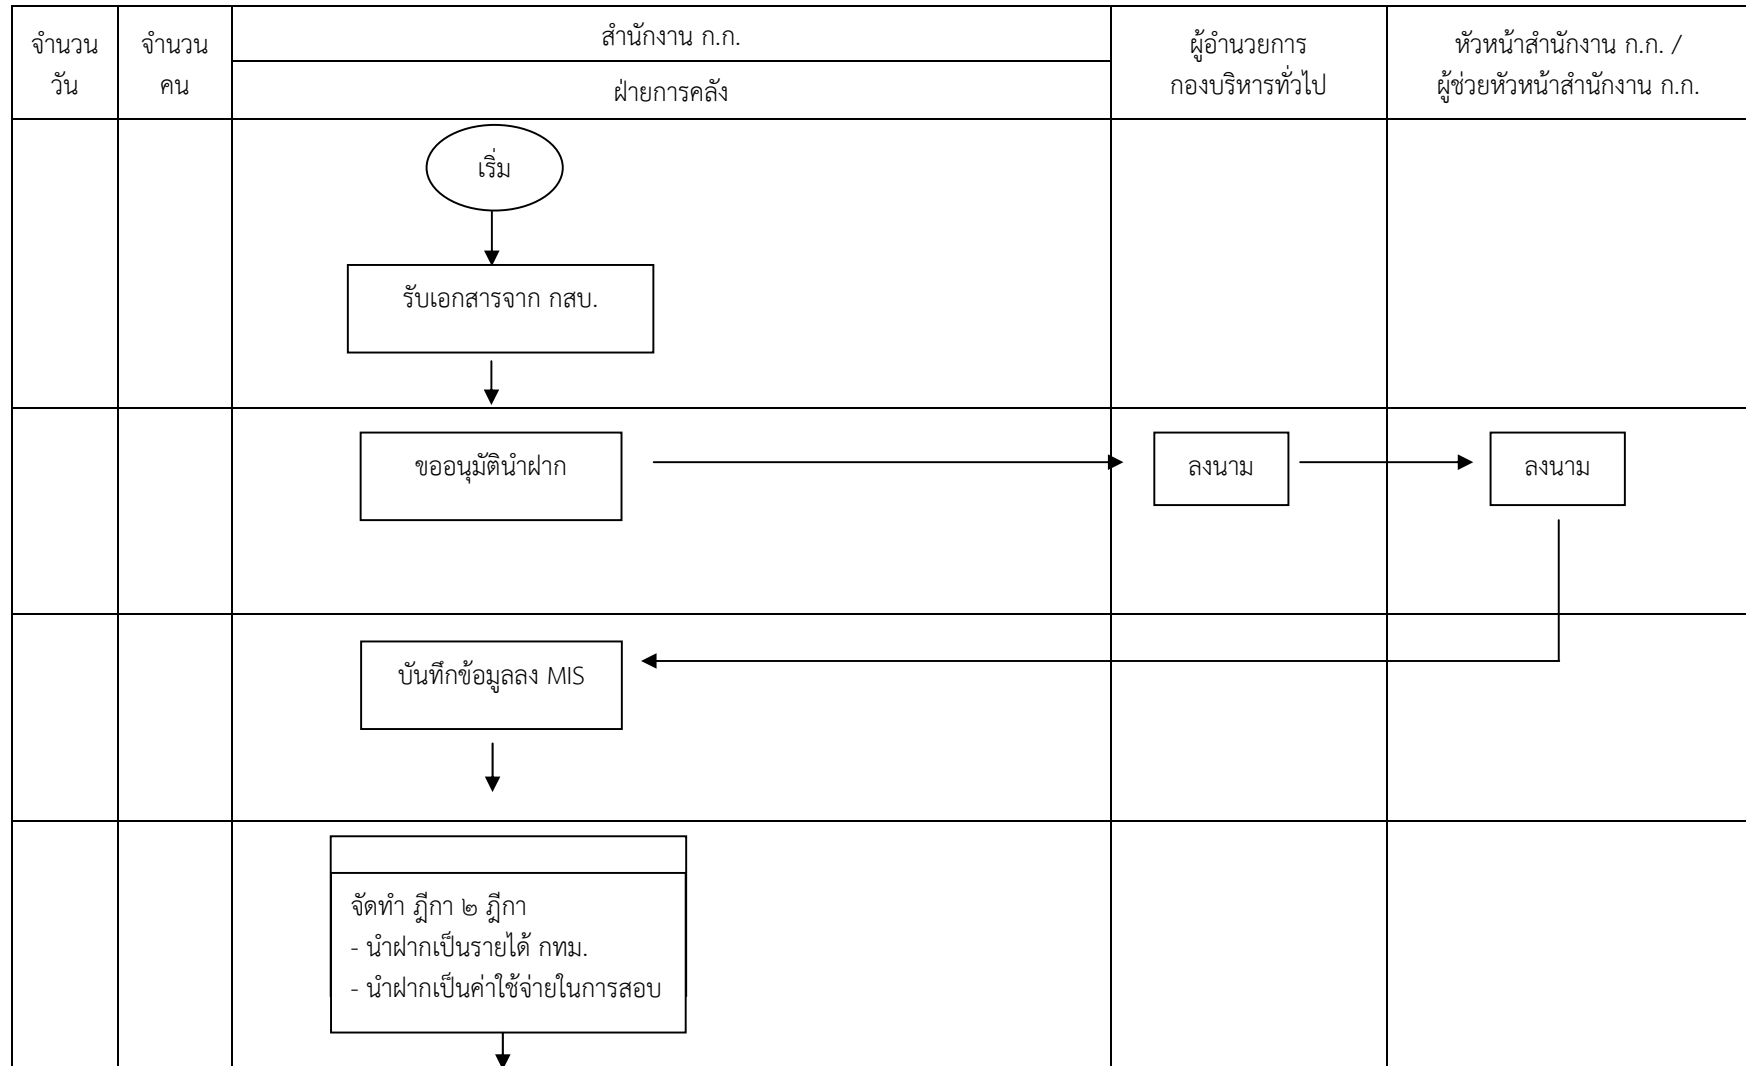 จำนวน
วัน
จำนวน
คน
สำนักงาน ก.ก.
ฝ่ายการคลัง
ผู้อำนวยการ
กองบริหารทั่วไป
หัวหน้าสำนักงาน ก.ก. /
ผู้ช่วยหัวหน้าสำนักงาน ก.ก.
เริ่ม
รับเอกสารจาก กสบ.
ขออนุมัตินำฝาก
ลงนาม
ลงนาม
บันทึกข้อมูลลง MIS
จัดทำ ฎีกา ๒ ฎีกา
- นำฝากเป็นรายได้ กทม.
- นำฝากเป็นค่าใช้จ่ายในการสอบ